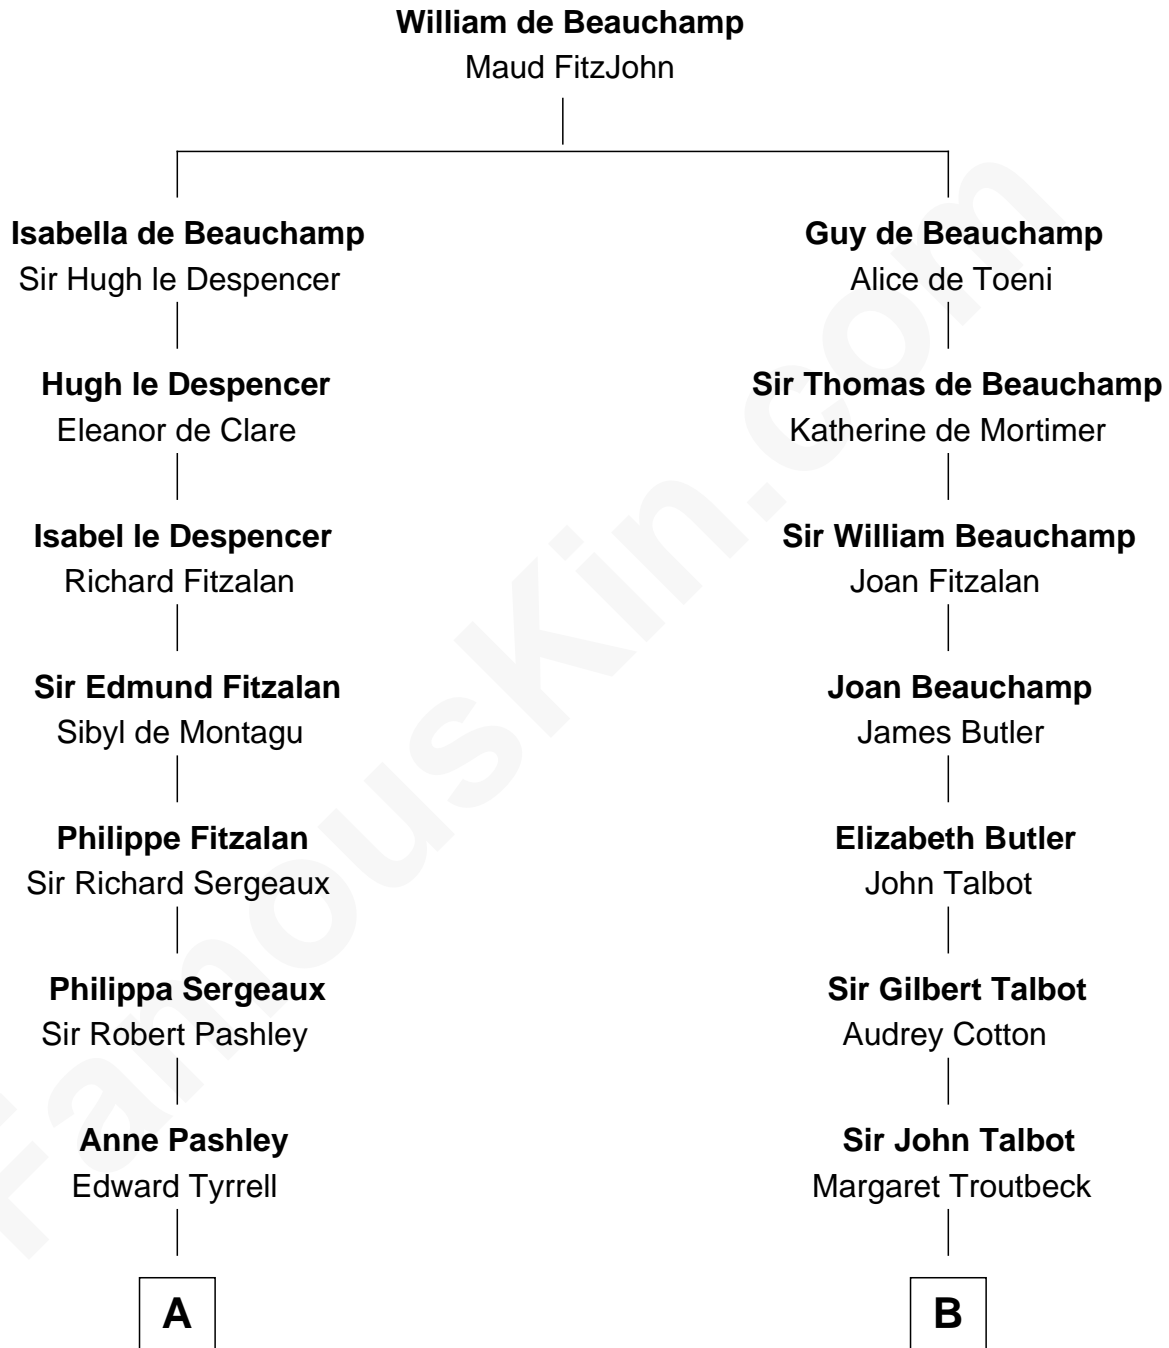 William de Beauchamp
Maud FitzJohn
Isabella de Beauchamp
Sir Hugh le Despencer
Guy de Beauchamp
Alice de Toeni
Hugh le Despencer
Eleanor de Clare
Sir Thomas de Beauchamp
Katherine de Mortimer
Isabel le Despencer
Richard Fitzalan
Sir William Beauchamp
Joan Fitzalan
Sir Edmund Fitzalan
Sibyl de Montagu
Joan Beauchamp
James Butler
Philippe Fitzalan
Sir Richard Sergeaux
Elizabeth Butler
John Talbot
Philippa Sergeaux
Sir Robert Pashley
Sir Gilbert Talbot
Audrey Cotton
Anne Pashley
Edward Tyrrell
Sir John Talbot
Margaret Troutbeck
A
B
FamousKin.com